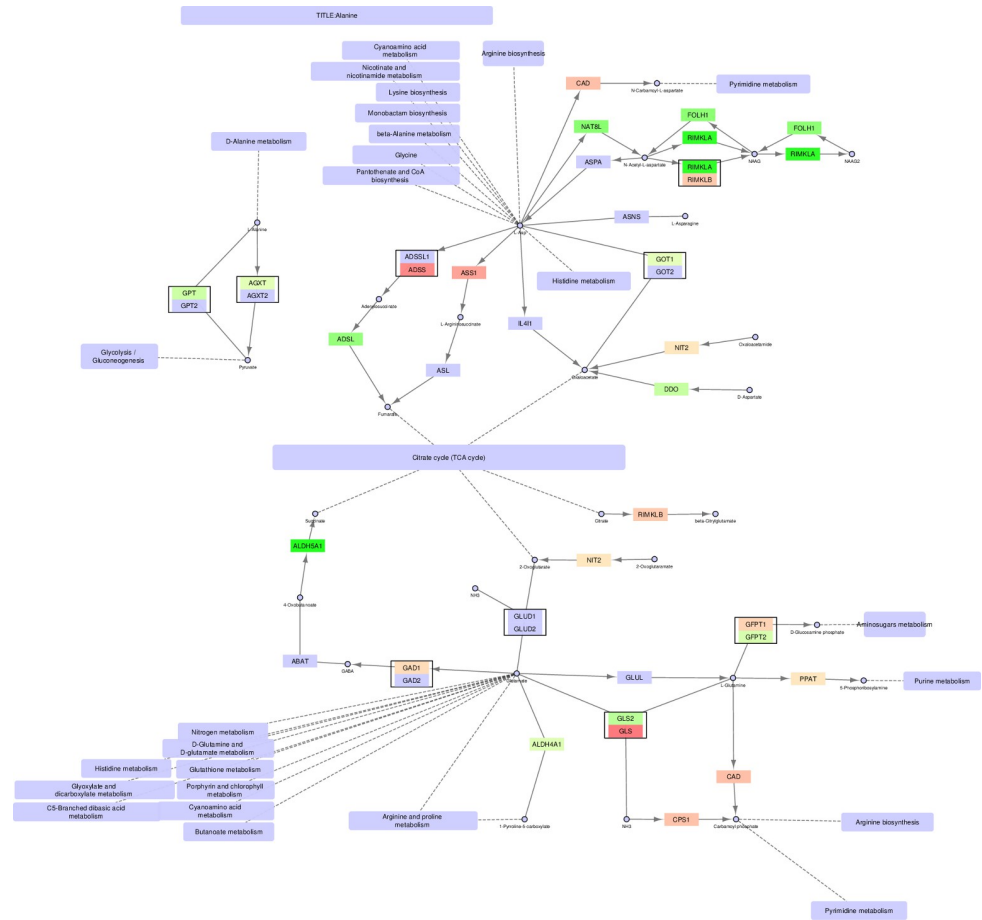 TITLE:Alanine
Cyanoamino acid
metabolism
Arginine biosynthesis
Nicotinate and
nicotinamide metabolism
CAD
Pyrimidine metabolism
N-Carbamoyl-L-aspartate
Lysine biosynthesis
Monobactam biosynthesis
FOLH1
NAT8L
FOLH1
beta-Alanine metabolism
D-Alanine metabolism
RIMKLA
RIMKLA
Glycine
ASPA
N-Acetyl-L-aspartate
NAAG
NAAG2
RIMKLA
RIMKLB
Pantothenate and CoA
biosynthesis
ASNS
L-Asparagine
L-Alanine
ADSSL1
ADSS
ASS1
GOT1
GOT2
Histidine metabolism
AGXT
AGXT2
GPT
GPT2
Adenylosuccinate
L-Argininosuccinate
IL4I1
ADSL
NIT2
Oxaloacetamide
Glycolysis /
Gluconeogenesis
Pyruvate
ASL
Oxaloacetate
DDO
D-Aspartate
Fumarate
Citrate cycle (TCA cycle)
Succinate
Citrate
RIMKLB
beta-Citrylglutamate
ALDH5A1
2-Oxoglutarate
NIT2
2-Oxoglutaramate
NH3
4-Oxobutanoate
GLUD1
GLUD2
GFPT1
GFPT2
D-Glucosamine phosphate
Aminosugars metabolism
ABAT
GABA
GAD1
GAD2
Glutamate
GLUL
L-Glutamine
PPAT
5-Phosphoribosylamine
Purine metabolism
GLS2
GLS
Nitrogen metabolism
D-Glutamine and
D-glutamate metabolism
ALDH4A1
Histidine metabolism
Glutathione metabolism
CAD
Glyoxylate and
dicarboxylate metabolism
Porphyrin and chlorophyll
metabolism
C5-Branched dibasic acid
metabolism
Cyanoamino acid
metabolism
Butanoate metabolism
Arginine and proline
metabolism
1-Pyrroline-5-carboxylate
NH3
CPS1
Carbamoyl phosphate
Arginine biosynthesis
Pyrimidine metabolism